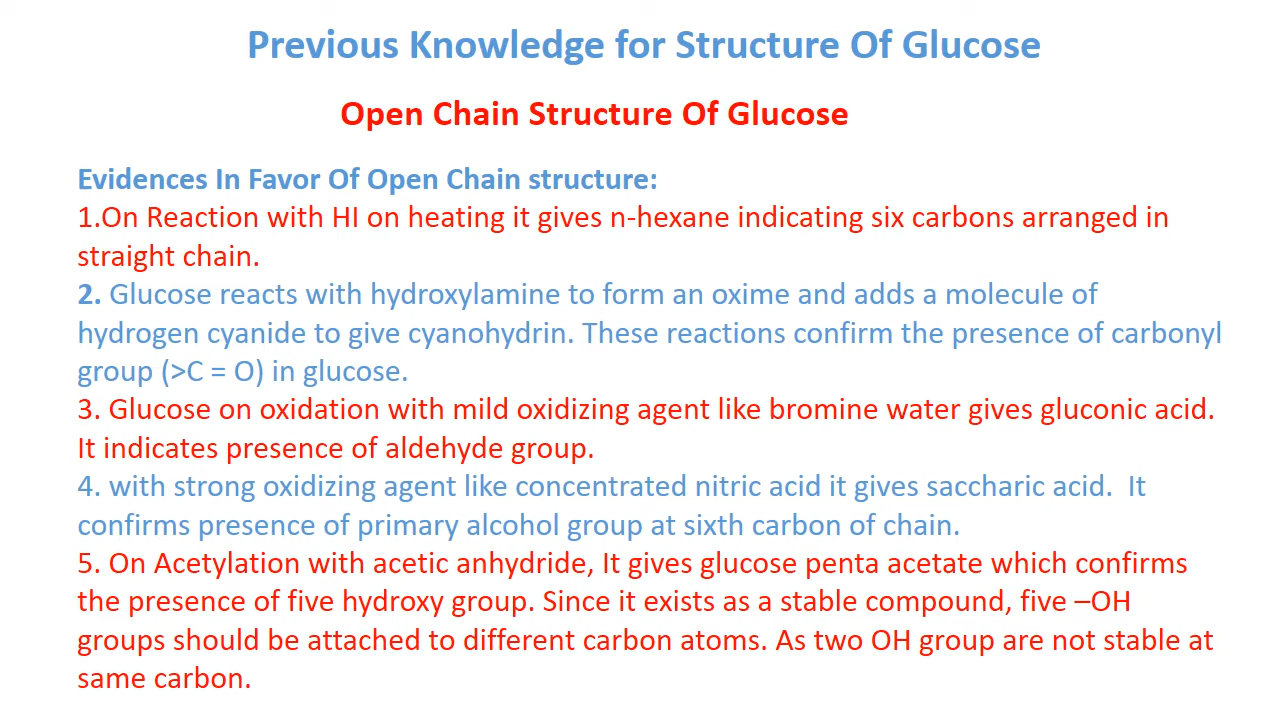 Previous Knowledge for Structure Of Glucose
Open Chain Structure Of Glucose
Evidences In Favor Of Open Chain structure:
1.On Reaction with HI on heating it gives n-hexane indicating six carbons arranged in
straight chain.
2. Glucose reacts with hydroxylamine to form an oxime and adds a molecule of
hydrogen cyanide to give cyanohydrin. These reactions confirm the presence of carbonyl
group (>C = O) in glucose.
3. Glucose on oxidation with mild oxidizing agent like bromine water gives gluconic acid.
It indicates presence of aldehyde group.
4. with strong oxidizing agent like concentrated nitric acid it gives saccharic acid.  It
confirms presence of primary alcohol group at sixth carbon of chain.
5. On Acetylation with acetic anhydride, It gives glucose penta acetate which confirms
the presence of five hydroxy group. Since it exists as a stable compound, five –OH
groups should be attached to different carbon atoms. As two OH group are not stable at
same carbon.